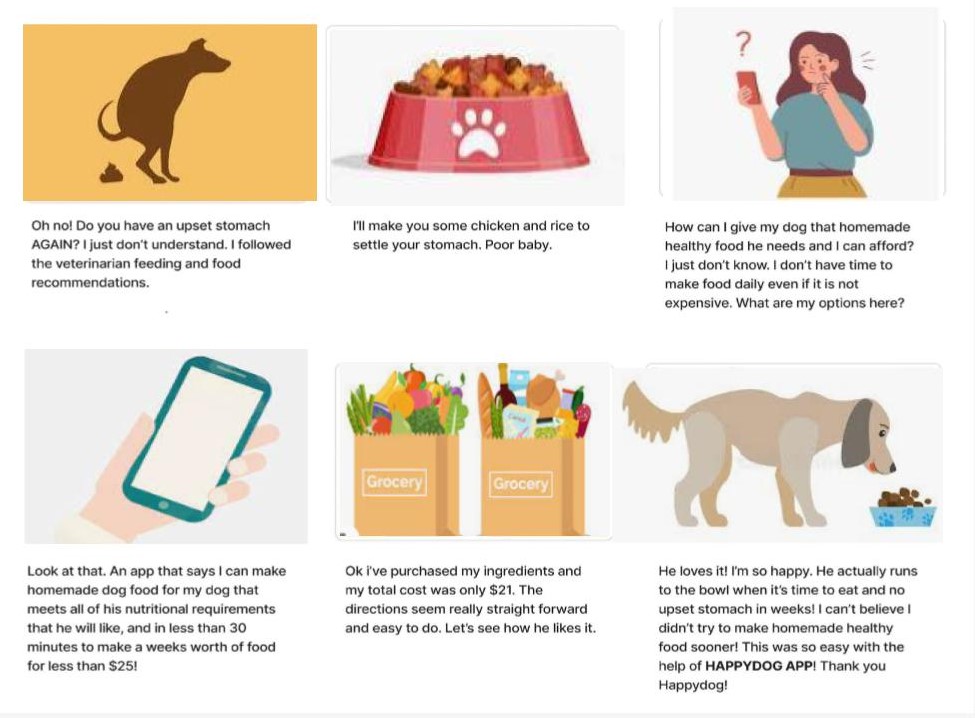 ?
Oh no! Do you have an upset stomach
AGAIN? I just don't understand. I followed
the veterinarian feeding and food
recommendations.
I'll make you some chicken and rice to
settle your stomach. Poor baby.
How can I give my dog that homemade
healthy food he needs and I can afford?
I just don't know. I don't have time to
make food daily even if it is not
expensive. What are my options here?
Grocery
Grocery
Look at that. An app that says I can make
homemade dog food for my dog that
meets all of his nutritional requirements
that he will like, and in less than 30
minutes to make a weeks worth of food
for less than $25!
Ok i've purchased my ingredients and
my total cost was only $21. The
directions seem really straight forward
and easy to do. Let's see how he likes it.
He loves it! I'm so happy. He actually runs
to the bowl when it's time to eat and no
upset stomach in weeks! I can't believe I
didn't try to make homemade healthy
food sooner! This was so easy with the
help of HAPPYDOG APP! Thank you
Happydog!